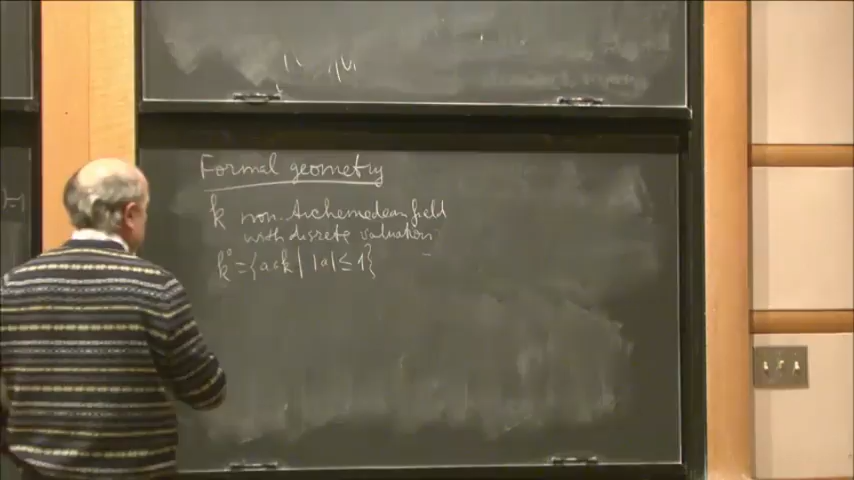 Formal geometry
k non-Archemedean field
with discrete valuation
k° = {a ∈ k | |a| ≤ 1}